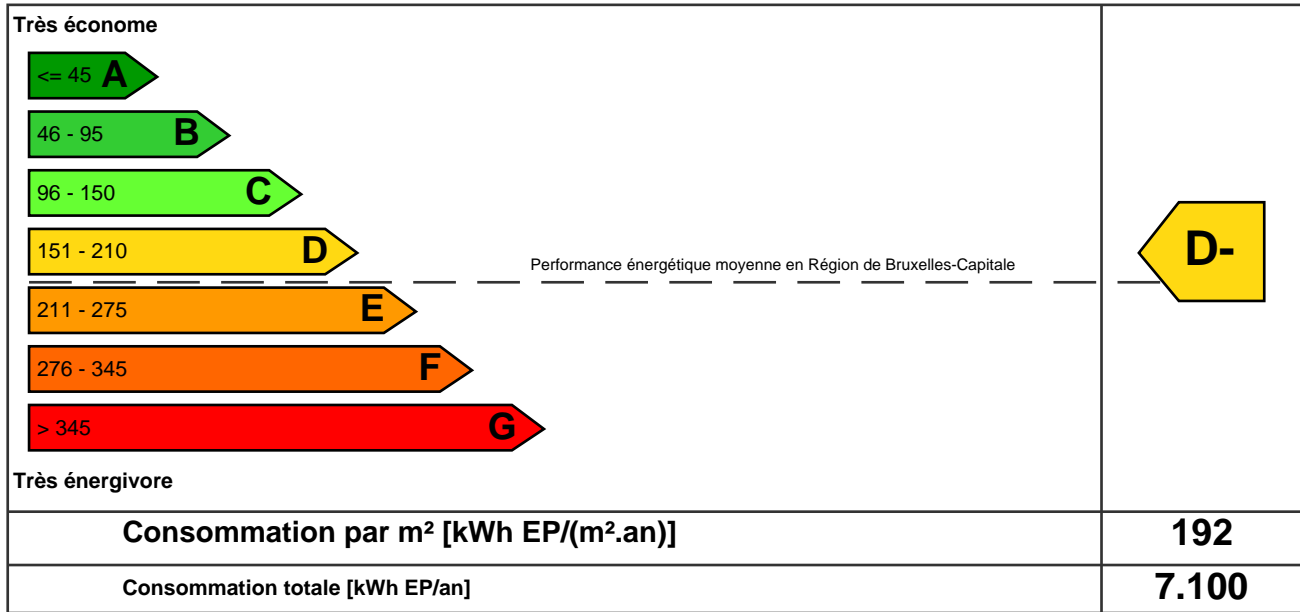 Très économe
<= 45 A
46 - 95 B
96 - 150 C
151 - 210 D
Performance énergétique moyenne en Région de Bruxelles-Capitale
D-
211 - 275 E
276 - 345 F
> 345 G
Très énergivore
Consommation par m² [kWh EP/(m².an)] 192
Consommation totale [kWh EP/an] 7.100